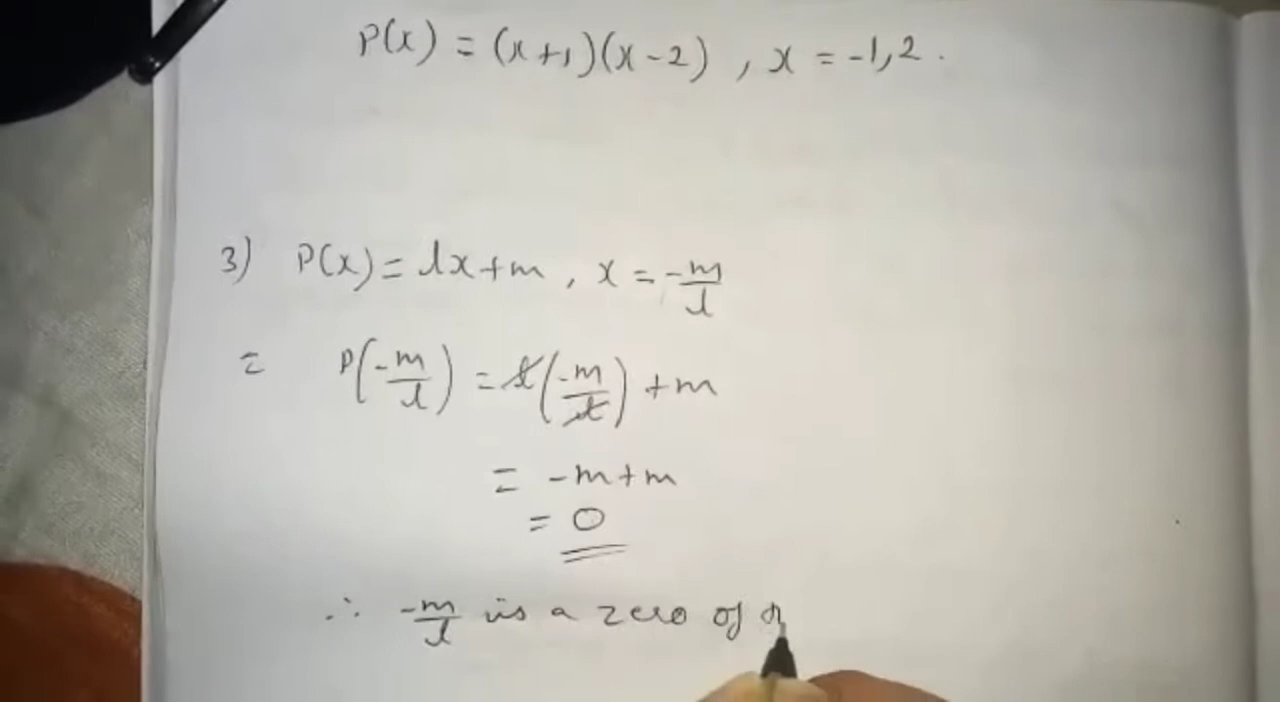 P(x) = (x+1)(x-2) , x = -1,2.
3) P(x) = lx+m , x = -m/l
= P(-m/l) = l(-m/l) + m
= -m+m
= 0
∴ -m/l is a zero of